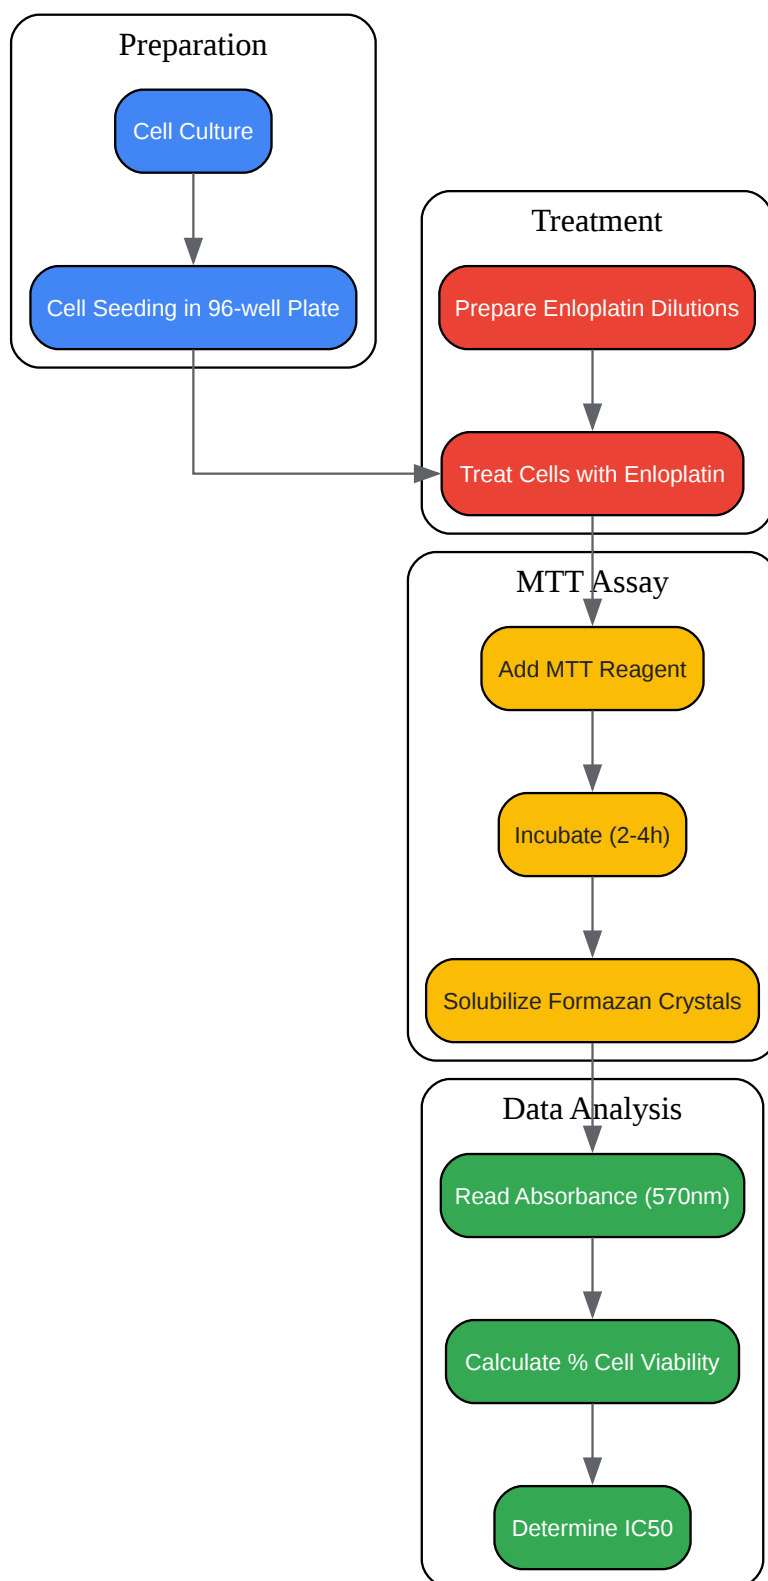 Preparation
Cell Culture
Cell Seeding in 96-well Plate
Treatment
Prepare Enloplatin Dilutions
Treat Cells with Enloplatin
MTT Assay
Add MTT Reagent
Incubate (2-4h)
Solubilize Formazan Crystals
Data Analysis
Read Absorbance (570nm)
Calculate % Cell Viability
Determine IC50